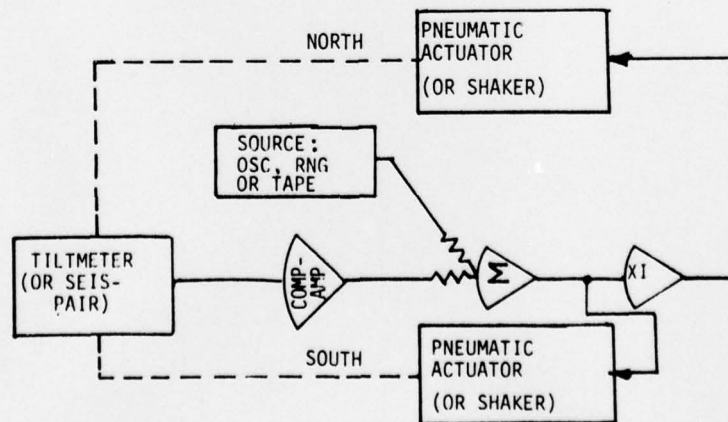 NORTH
PNEUMATIC
ACTUATOR
(OR SHAKER)
SOURCE:
OSC, RNG
OR TAPE
TILTMETER
(OR SEIS-
PAIR)
COMP-
AMP
Σ
XI
SOUTH
PNEUMATIC
ACTUATOR
(OR SHAKER)